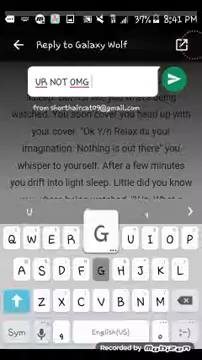 37% 8:41 PM
Reply to Galaxy Wolf
UR NOT OMG
from shorthaircat09@gmail.com
watching. You soon cover you head up with
your cover. "Ok Y/n Relax its your
imagination. Nothing is out there" you
whisper to yourself. After a few minutes
you drift into light sleep. Little did you know
U
G
Q W E R U I O P
A S D F G H J K L
Z X C V B N M
Sym English(US)
Recorded by